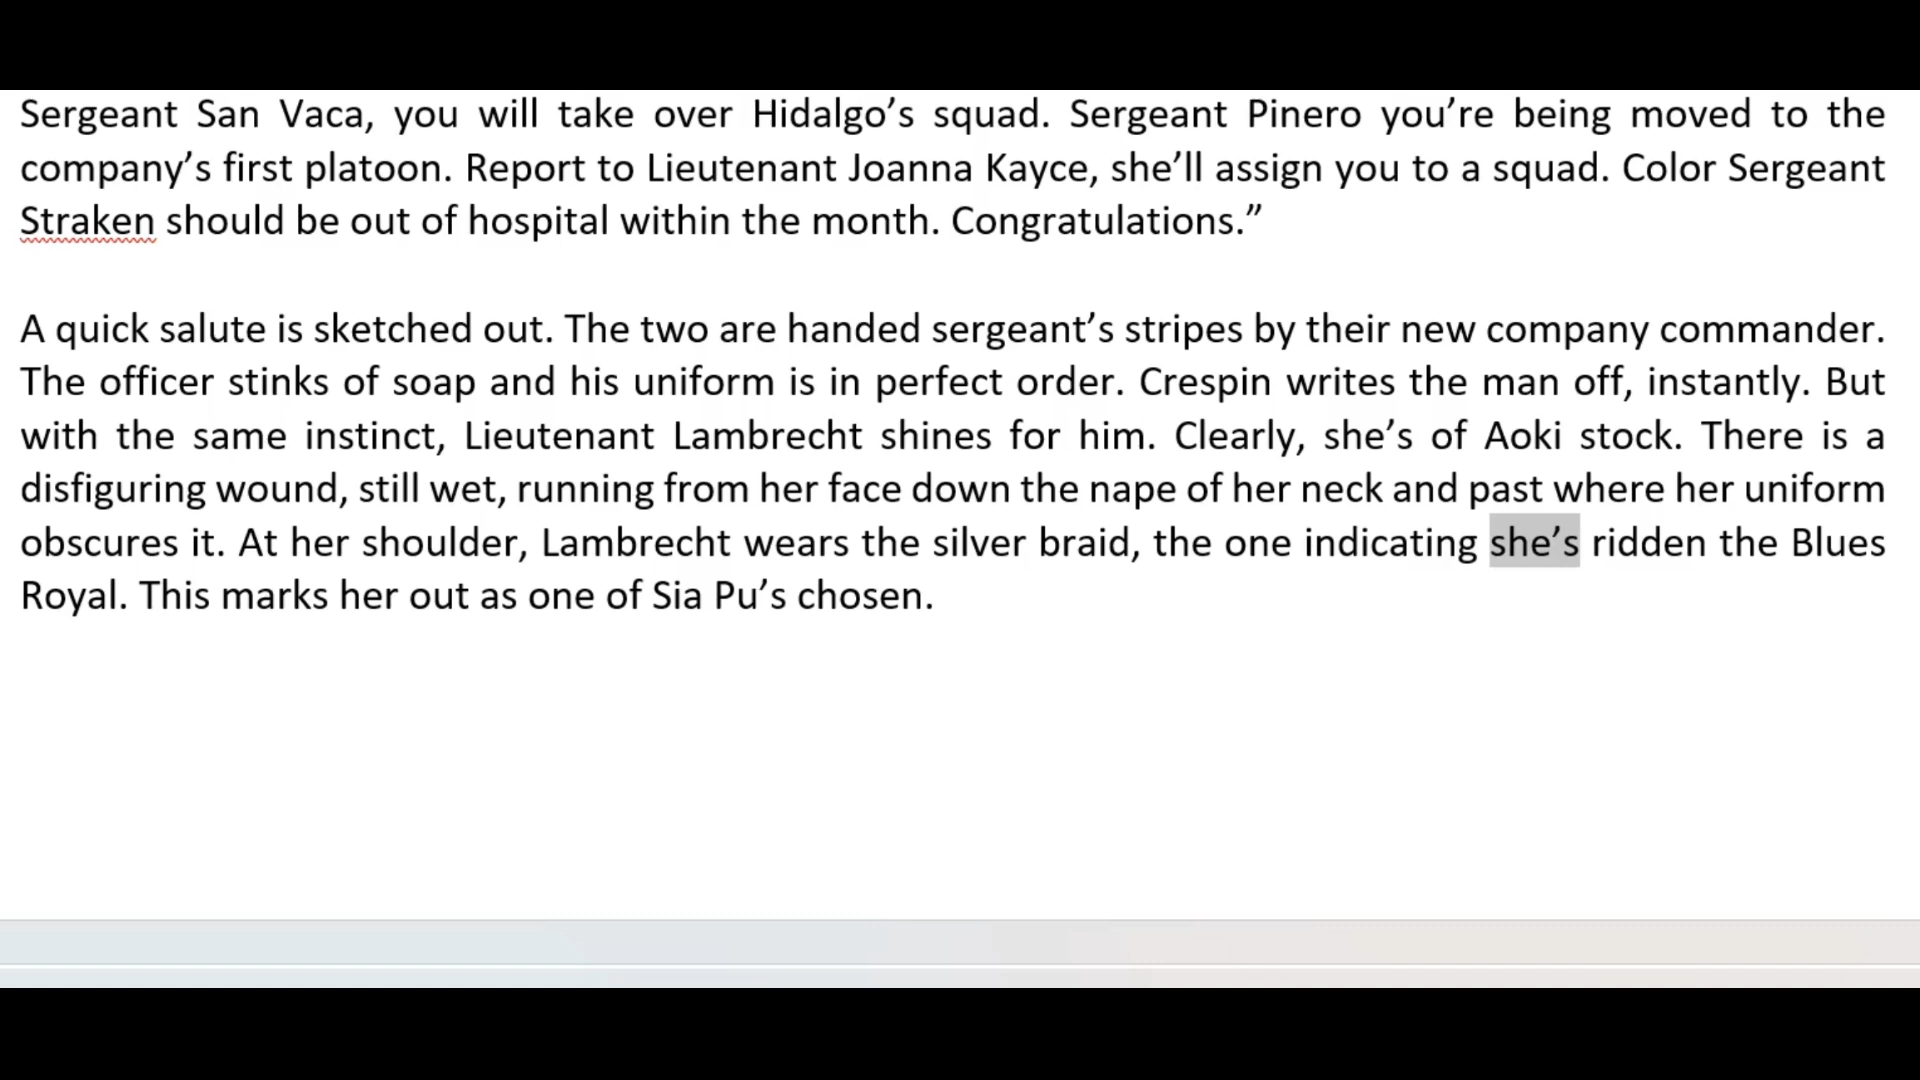 Sergeant San Vaca, you will take over Hidalgo’s squad. Sergeant Pinero you’re being moved to the
company’s first platoon. Report to Lieutenant Joanna Kayce, she’ll assign you to a squad. Color Sergeant
Straken should be out of hospital within the month. Congratulations.”
A quick salute is sketched out. The two are handed sergeant’s stripes by their new company commander.
The officer stinks of soap and his uniform is in perfect order. Crespin writes the man off, instantly. But
with the same instinct, Lieutenant Lambrecht shines for him. Clearly, she’s of Aoki stock. There is a
disfiguring wound, still wet, running from her face down the nape of her neck and past where her uniform
obscures it. At her shoulder, Lambrecht wears the silver braid, the one indicating she’s ridden the Blues
Royal. This marks her out as one of Sia Pu’s chosen.